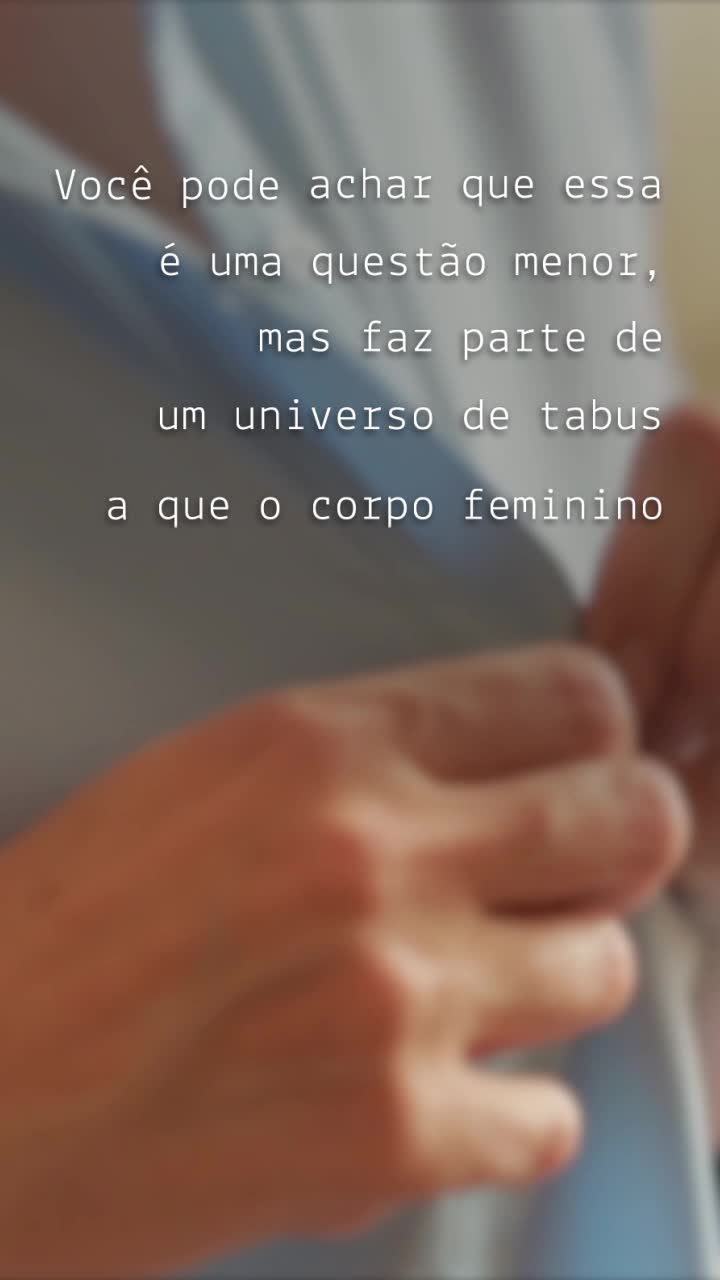 Você pode achar que essa
é uma questão menor,
mas faz parte de
um universo de tabus
a que o corpo feminino